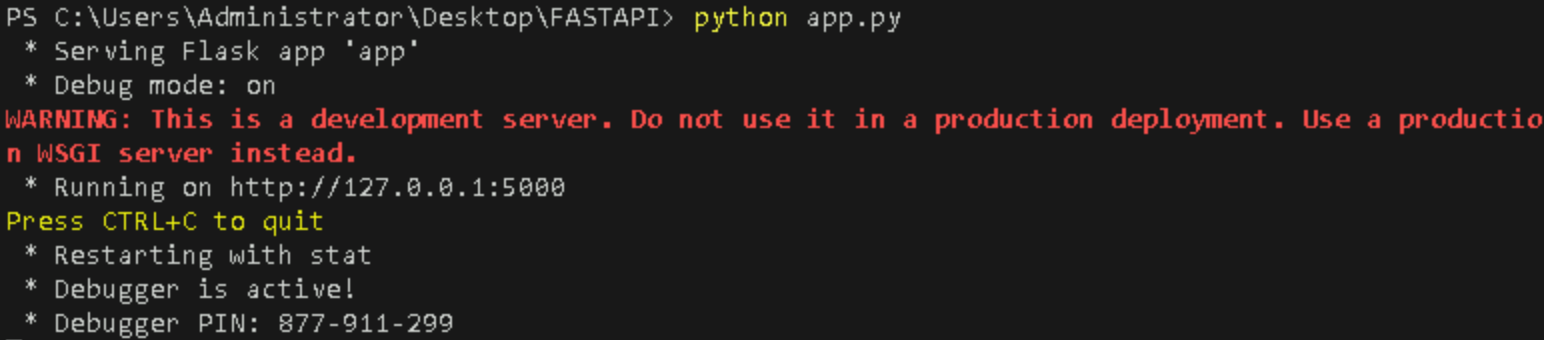 PS C:\Users\Administrator\Desktop\FASTAPI> python app.py
 * Serving Flask app 'app'
 * Debug mode: on
WARNING: This is a development server. Do not use it in a production deployment. Use a productio
n WSGI server instead.
 * Running on http://127.0.0.1:5000
Press CTRL+C to quit
 * Restarting with stat
 * Debugger is active!
 * Debugger PIN: 877-911-299